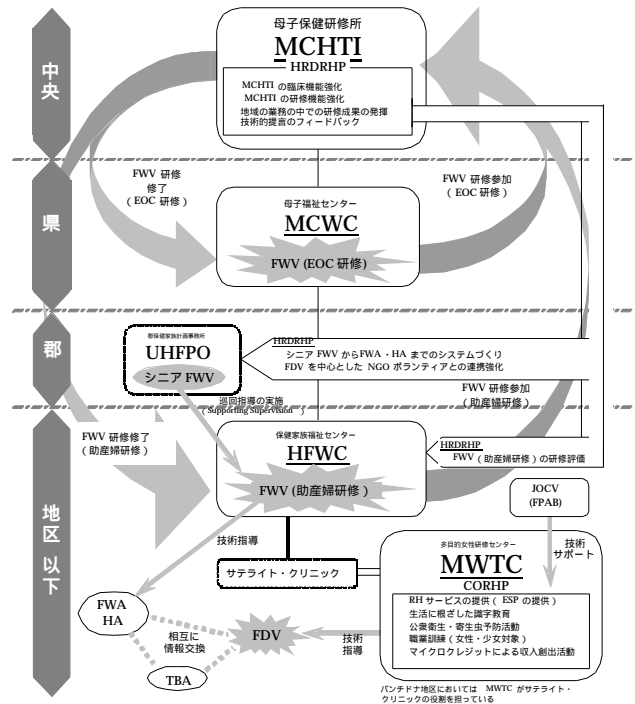 中央
母子保健研修所
MCHTI
HRDRHP
MCHTI の臨床機能強化
MCHTI の研修機能強化
地域の業務の中での研修成果の発揮
技術的提言のフィードバック
県
FWV 研修
修了
( EOC 研修 )
FWV 研修参加
( EOC 研修 )
母子福祉センター
MCWC
FWV (EOC 研修)
郡
郡保健家族計画事務所
UHFPO
シニア FWV
HRDRHP
シニア FWV からFWA・HA までのシステムづくり
FDV を中心とした NGO ボランティアとの連携強化
FWV 研修参加
( 助産婦研修 )
巡回指導の実施
( Supporting Supervision )
地区 以下
FWV 研修修了
( 助産婦研修 )
保健家族福祉センター
HFWC
FWV (助産婦研修 )
HRDRHP
FWV ( 助産婦研修 ) の研修評価
JOCV
(FPAB)
技術指導
技術
サポート
サテライト・クリニック
多目的女性研修センター
MWTC
CORHP
RH サービスの提供 ( ESP の提供 )
生活に根ざした識字教育
公衆衛生・寄生虫予防活動
職業訓練 ( 女性・少女対象 )
マイクロクレジットによる収入創出活動
FWA
HA
相互に
情報交換
FDV
技術
指導
TBA
パンチドナ地区においては MWTC がサテライト・
クリニックの役割を担っている